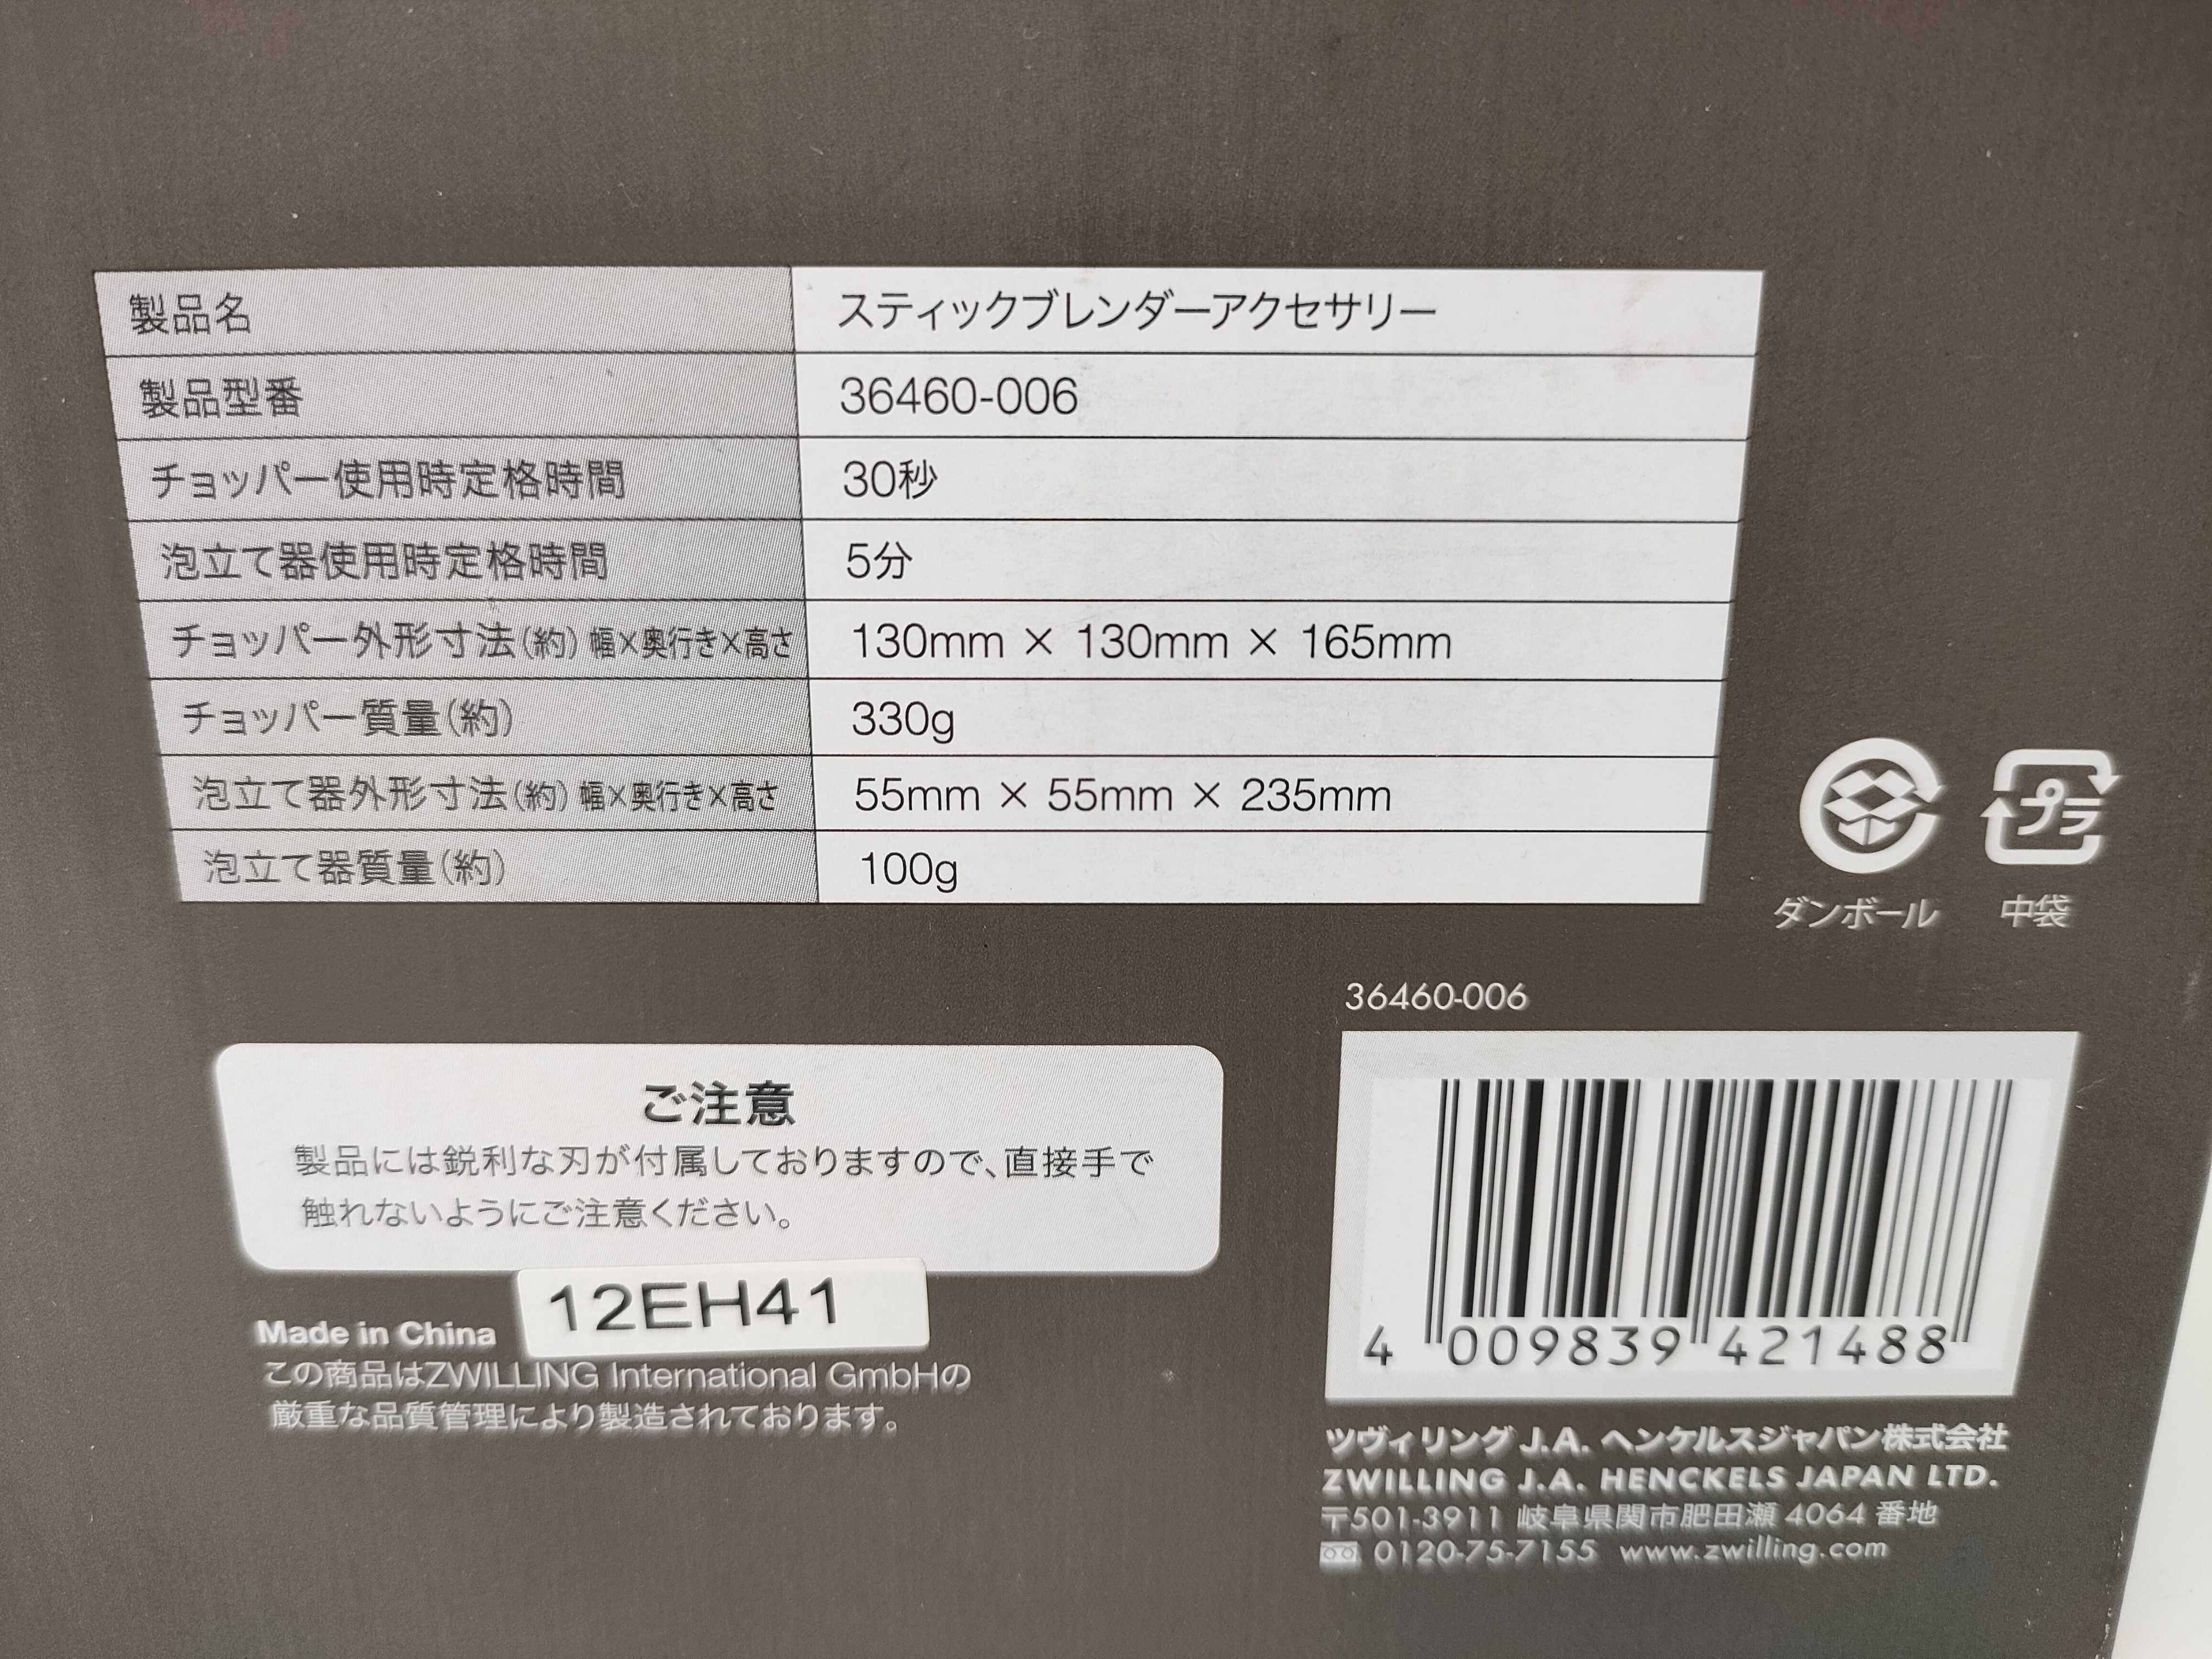 製品名 スティックブレンダーアクセサリー
製品型番 36460-006
チョッパー使用時定格時間 30秒
泡立て器使用時定格時間 5分
チョッパー外形寸法(約) 幅×奥行き×高さ 130mm × 130mm × 165mm
チョッパー質量(約) 330g
泡立て器外形寸法(約) 幅×奥行き×高さ 55mm × 55mm × 235mm
泡立て器質量(約) 100g
プラ
ダンボール 中袋
ご注意
製品には鋭利な刃が付属しておりますので、直接手で
触れないようにご注意ください。
12EH41
Made in China
この商品はZWILLING International GmbHの
厳重な品質管理により製造されております。
36460-006
4 009839 421488
ツヴィリング J.A. ヘンケルスジャパン株式会社
ZWILLING J.A. HENCKELS JAPAN LTD.
〒501-3911 岐阜県関市肥田瀬 4064 番地
0120-75-7155 www.zwilling.com